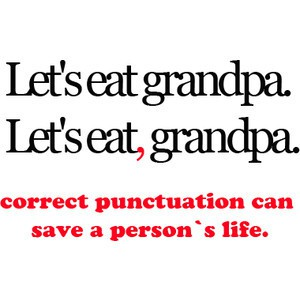 Let's eat grandpa.
Let's eat, grandpa.
correct punctuation can
save a person`s life.